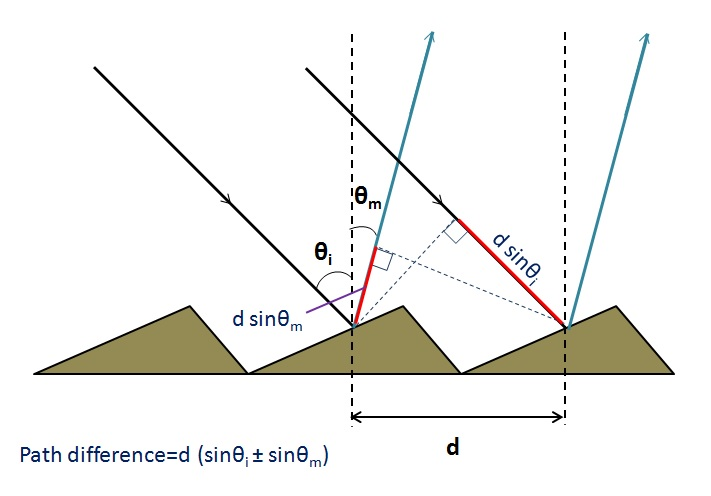 θm
θi
d sinθi
d sinθm
d
Path difference=d (sinθi ± sinθm)